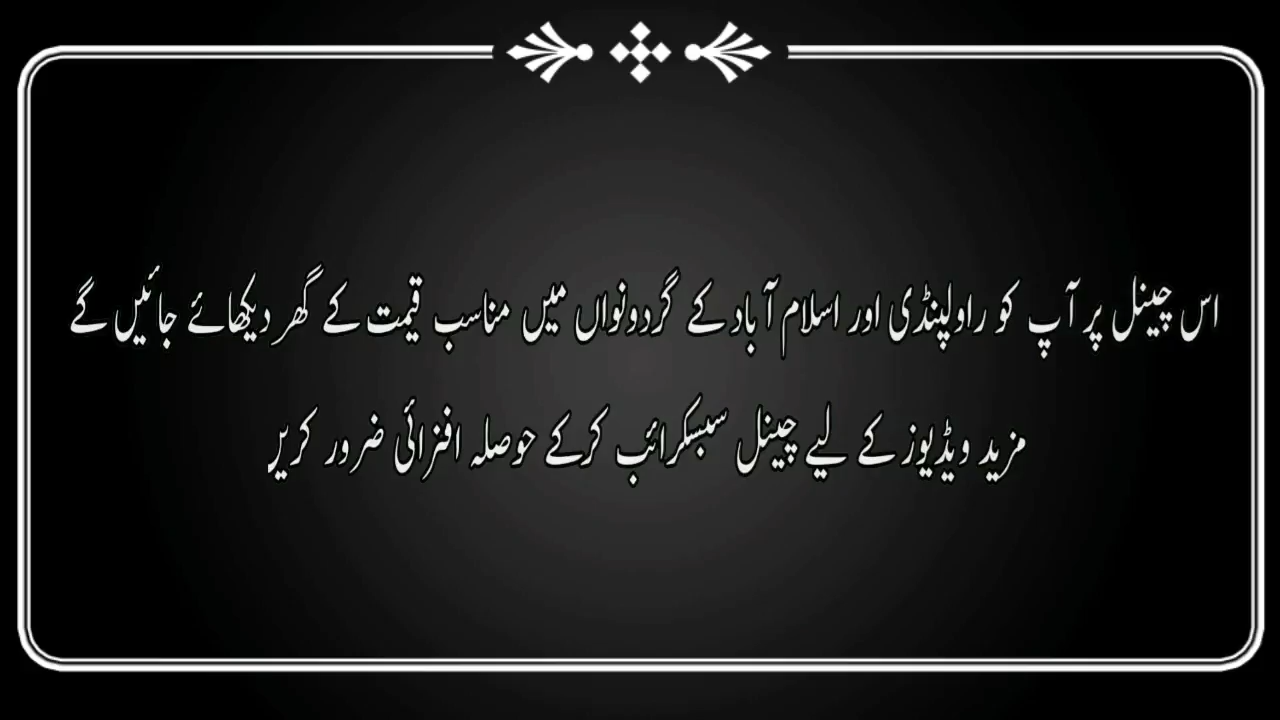 اس چینل پر آپ کو راولپنڈی اور اسلام آباد کے گردونواں میں مناسب قیمت کے گھر دیکھائے جائیں گے
مزید ویڈیوز کے لیے چینل سبسکرائب کرکے حوصلہ افزائی ضرور کریں